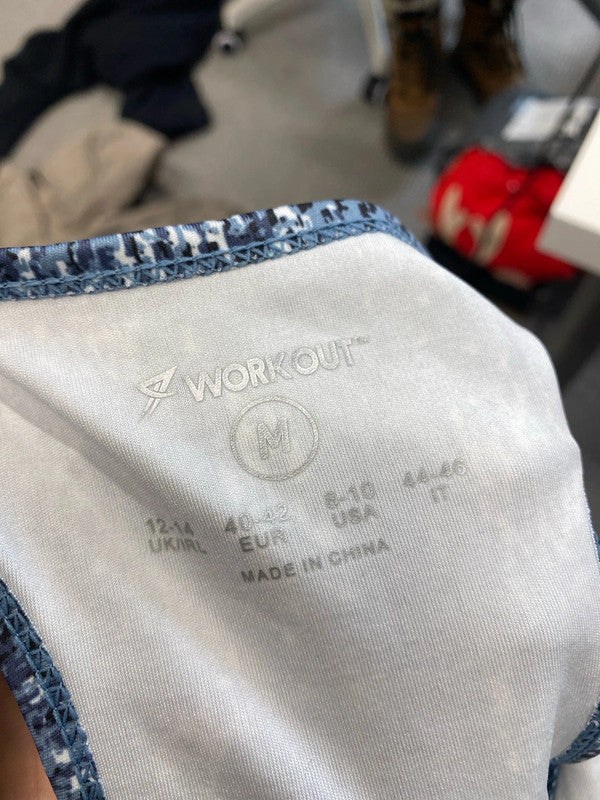 WORKOUT™
M
12-14 40-42 8-10 44-46
UK/IRL EUR USA IT
MADE IN CHINA